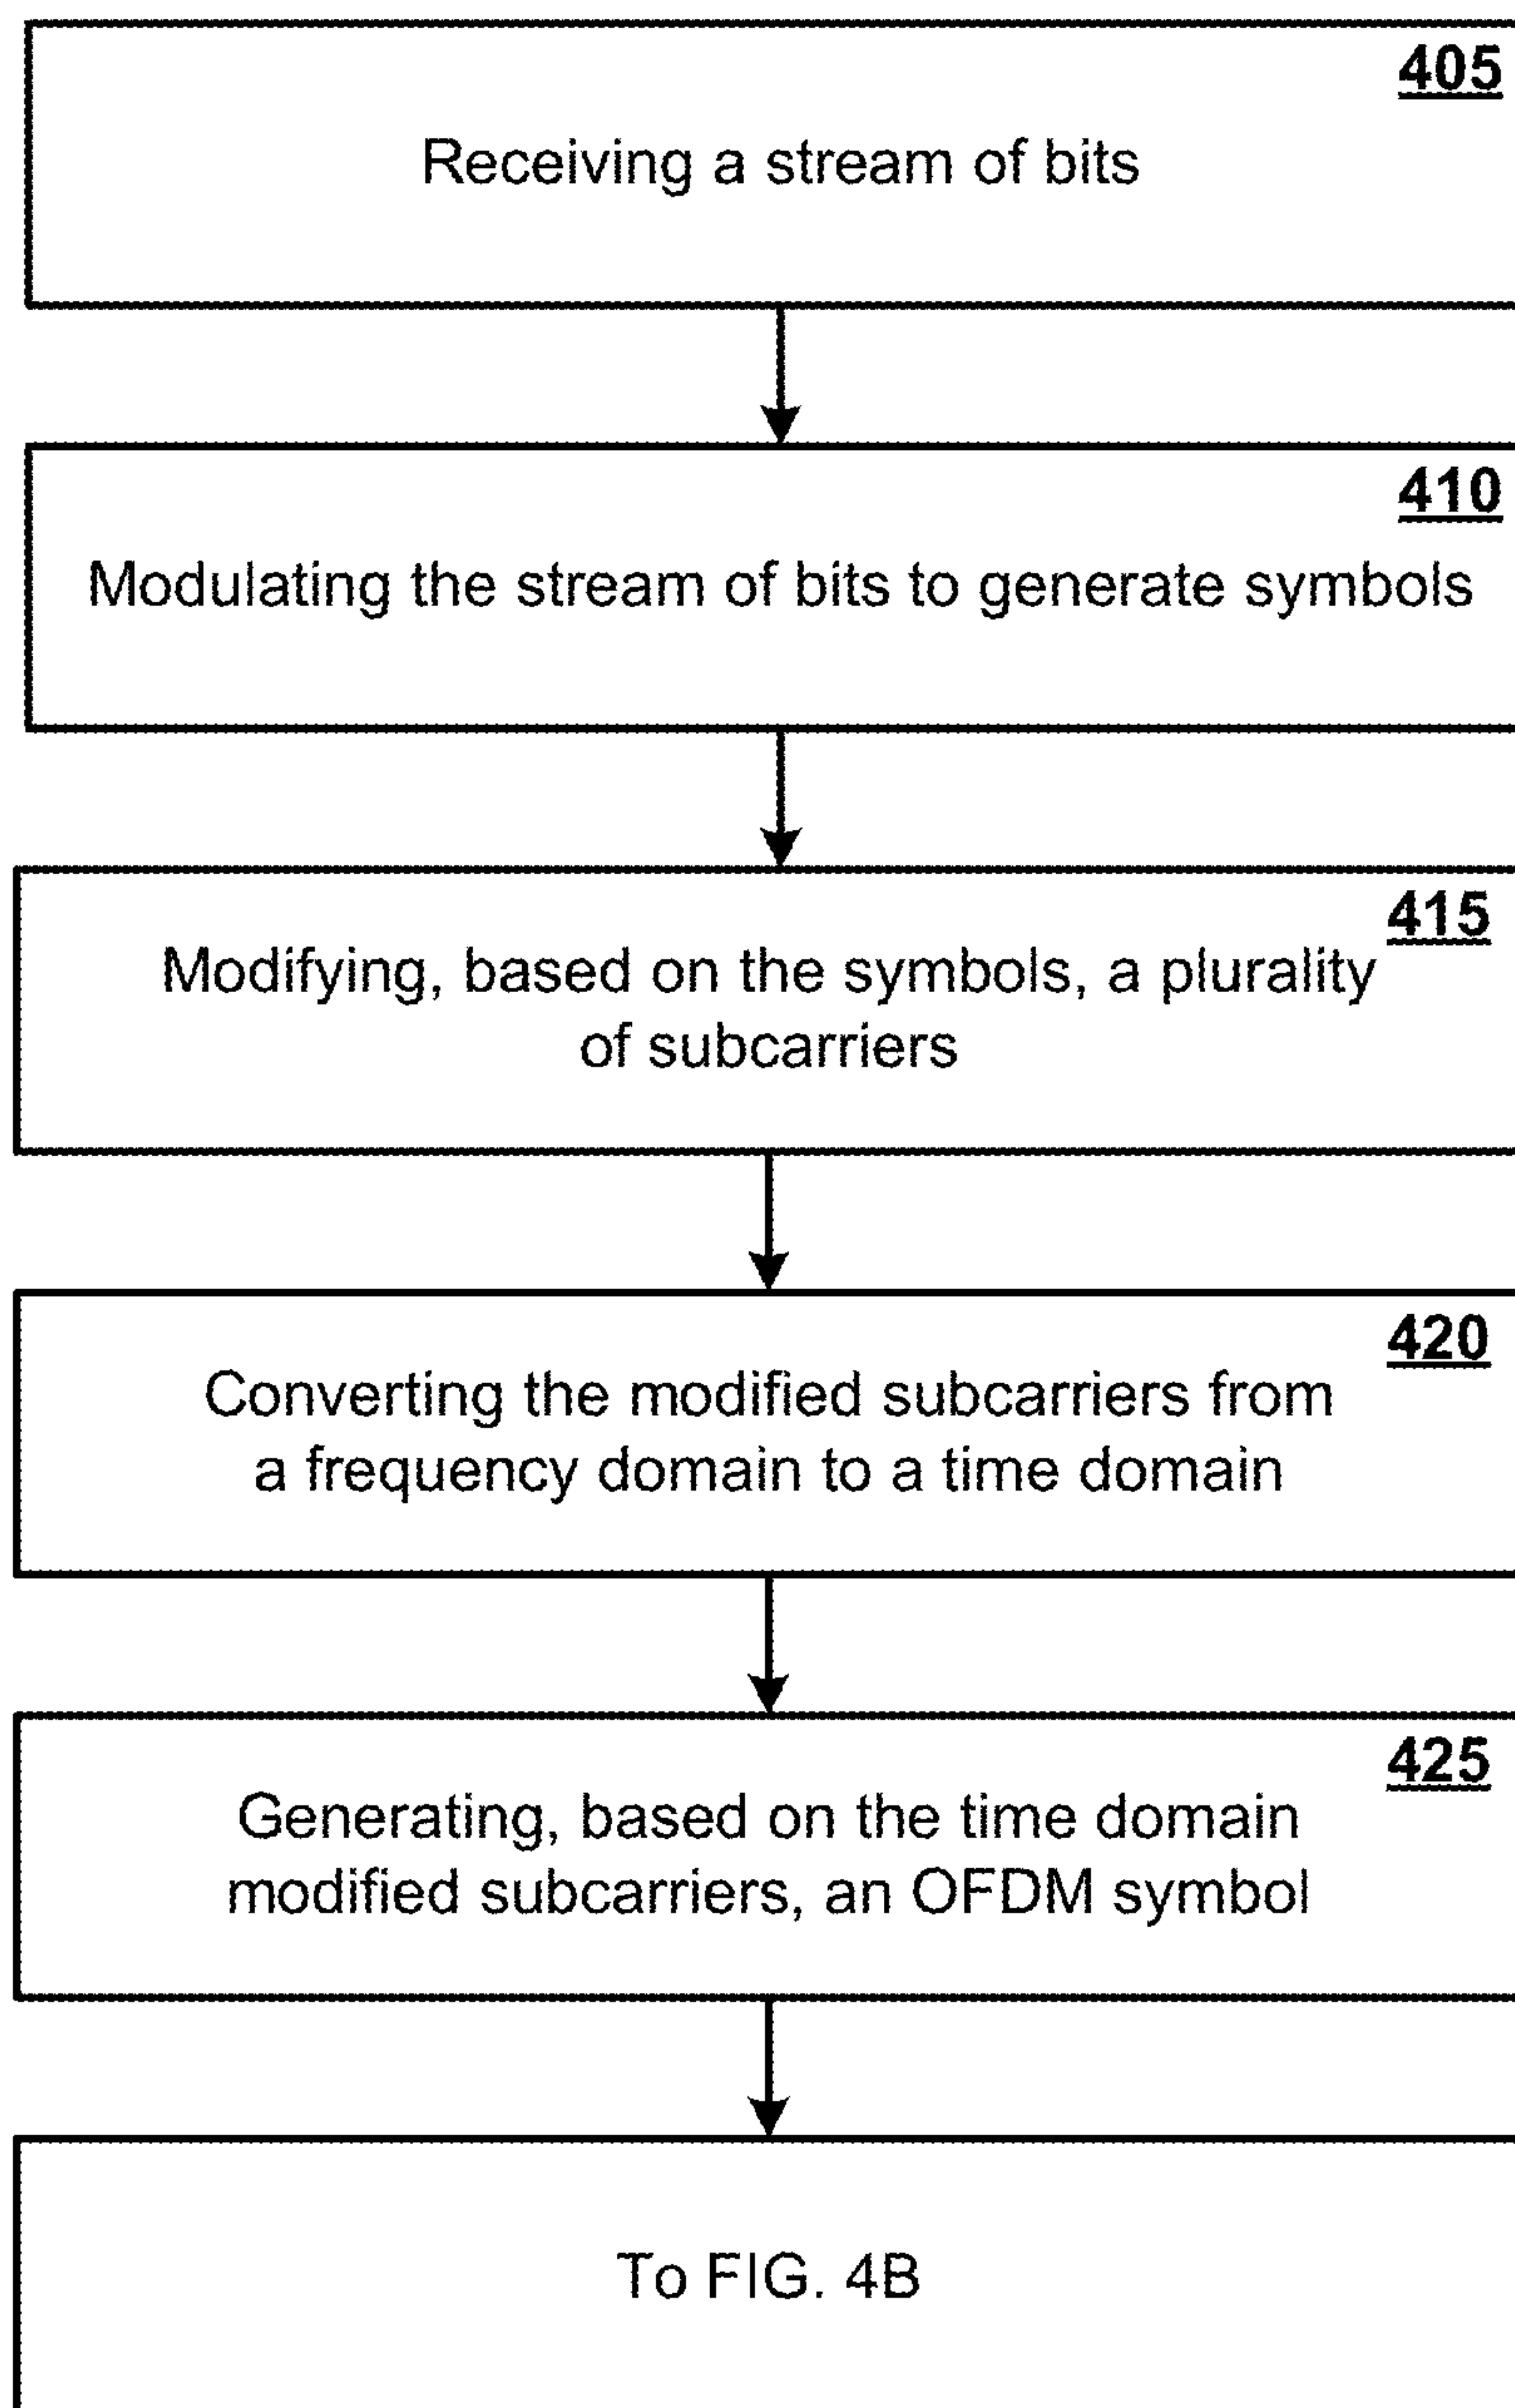 405
Receiving a stream of bits
410
Modulating the stream of bits to generate symbols
415
Modifying, based on the symbols, a plurality
of subcarriers
420
Converting the modified subcarriers from
a frequency domain to a time domain
425
Generating, based on the time domain
modified subcarriers, an OFDM symbol
To FIG. 4B